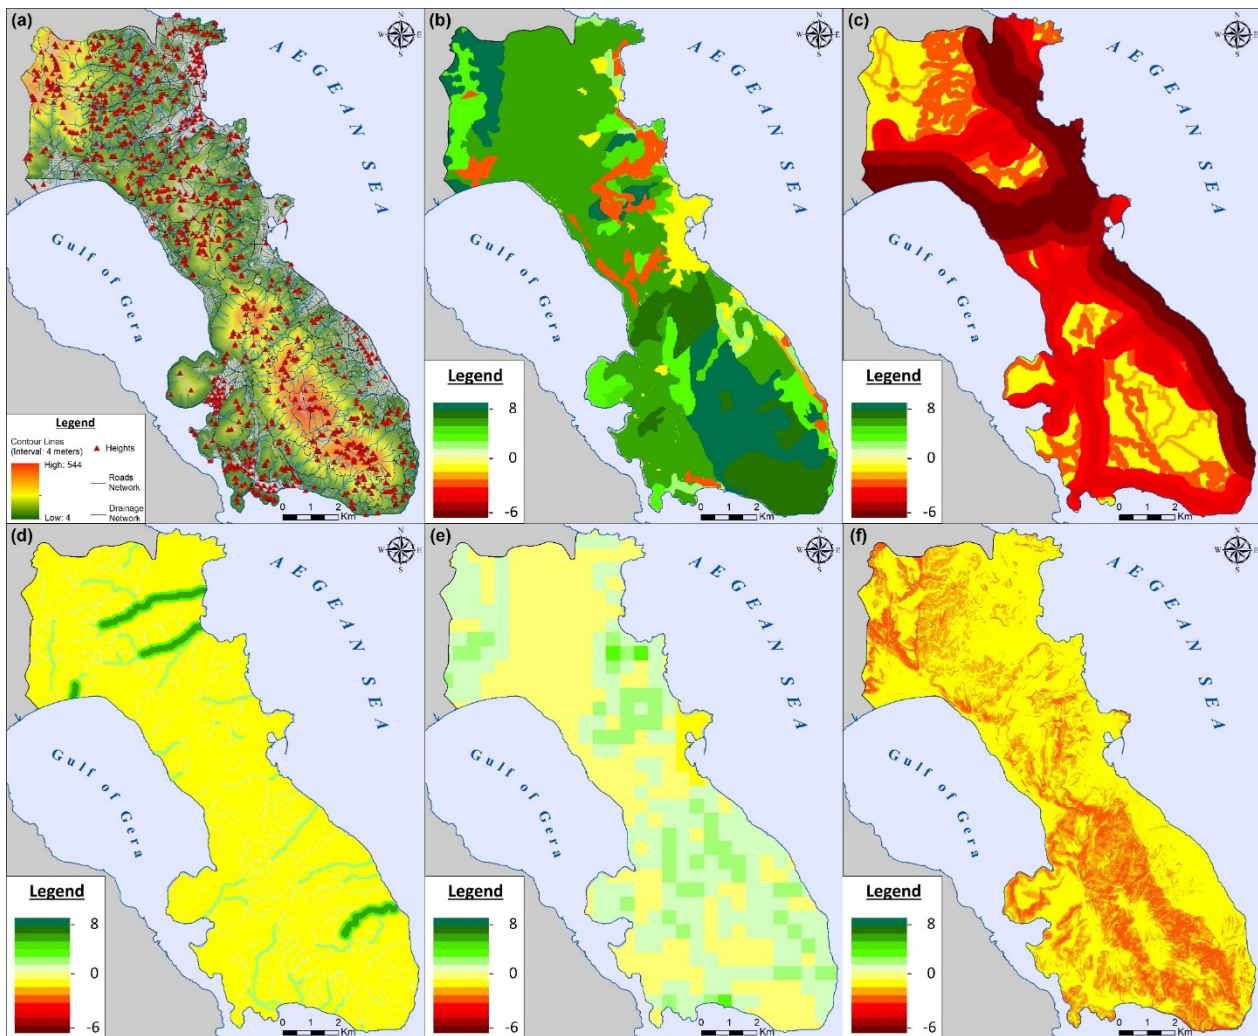 (a)
N
W E
S
AEGEAN SEA
Gulf of Gera
Legend
Contour Lines
(Interval: 4 meters)
High: 544
Low: 4
Heights
Roads
Network
Drainage
Network
0 1 2
Km
(b)
N
W E
S
AEGEAN SEA
Gulf of Gera
Legend
8
0
-6
0 1 2
Km
(c)
N
W E
S
AEGEAN SEA
Gulf of Gera
Legend
8
0
-6
0 1 2
Km
(d)
N
W E
S
AEGEAN SEA
Gulf of Gera
Legend
8
0
-6
0 1 2
Km
(e)
N
W E
S
AEGEAN SEA
Gulf of Gera
Legend
8
0
-6
0 1 2
Km
(f)
N
W E
S
AEGEAN SEA
Gulf of Gera
Legend
8
0
-6
0 1 2
Km